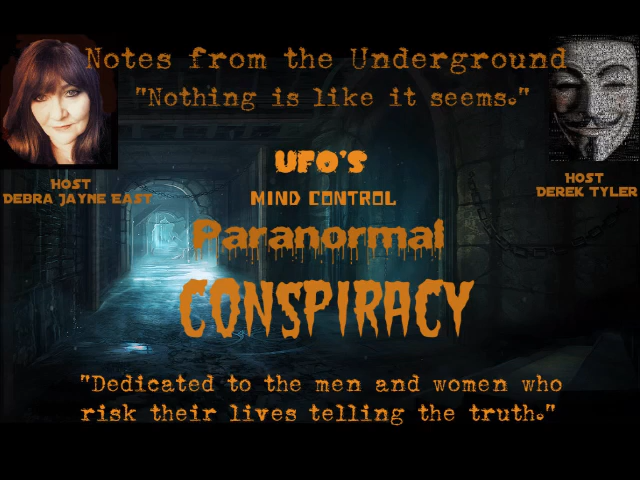 Notes from the Underground
"Nothing is like it seems."
HOST
DEBRA JAYNE EAST
HOST
DEREK TYLER
UFO'S
MIND CONTROL
Paranormal
CONSPIRACY
"Dedicated to the men and women who
risk their lives telling the truth."